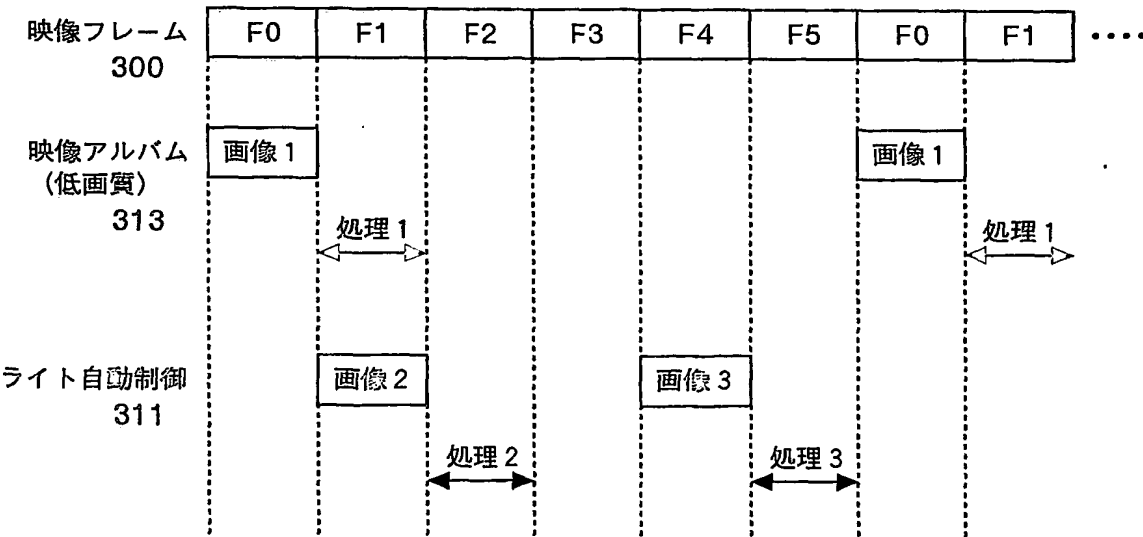 映像フレーム F0 F1 F2 F3 F4 F5 F0 F1 ････
300
映像アルバム 画像1 画像1
(低画質)
313
処理1 処理1
ライト自動制御 画像2 画像3
311
処理2 処理3